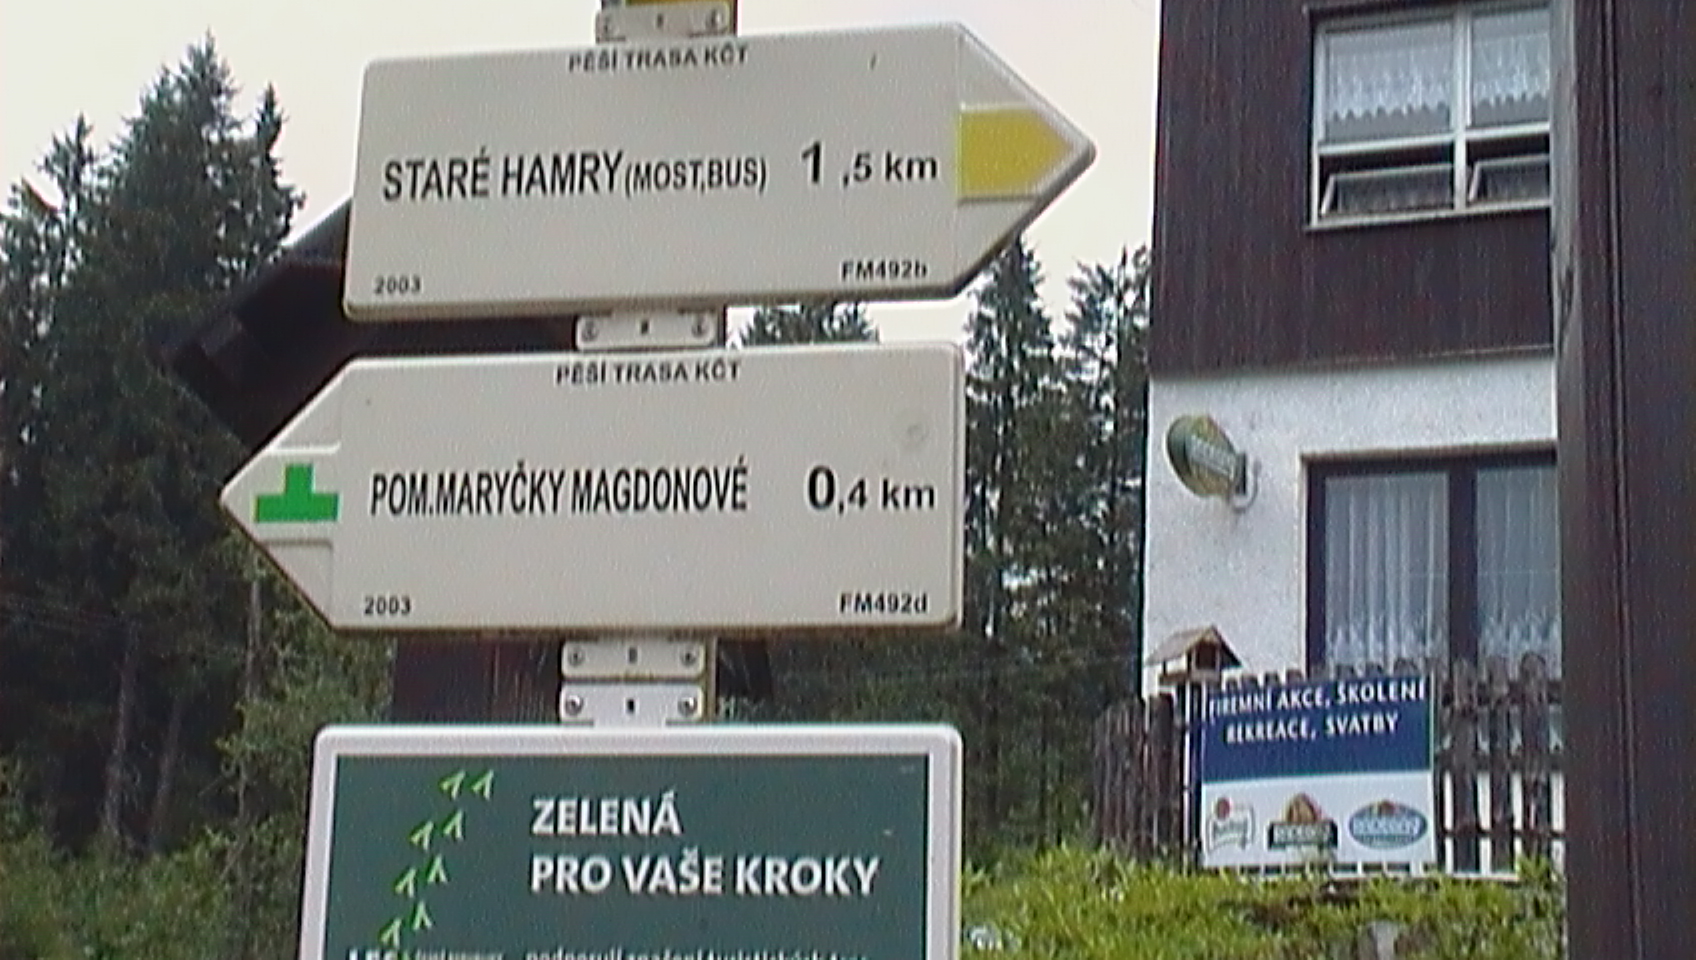 PĚŠÍ TRASA KČT
STARÉ HAMRY (MOST,BUS) 1,5 km
2003 FM492b
PĚŠÍ TRASA KČT
POM.MARYČKY MAGDONOVÉ 0,4 km
2003 FM492d
ZELENÁ
PRO VAŠE KROKY
FIREMNÍ AKCE, ŠKOLENÍ
REKREACE, SVATBY